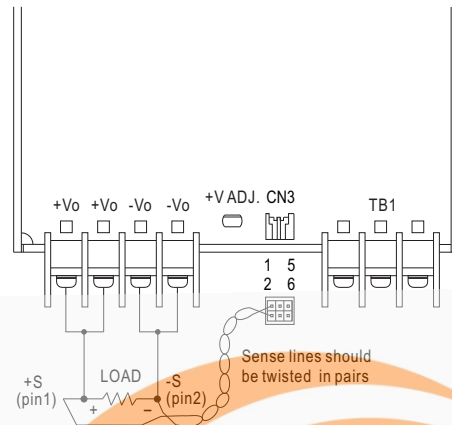 +Vo +Vo -Vo -Vo +V ADJ. CN3 TB1
1 5
2 6
Sense lines should
be twisted in pairs
+S
(pin1)
LOAD
-S
(pin2)
+ −